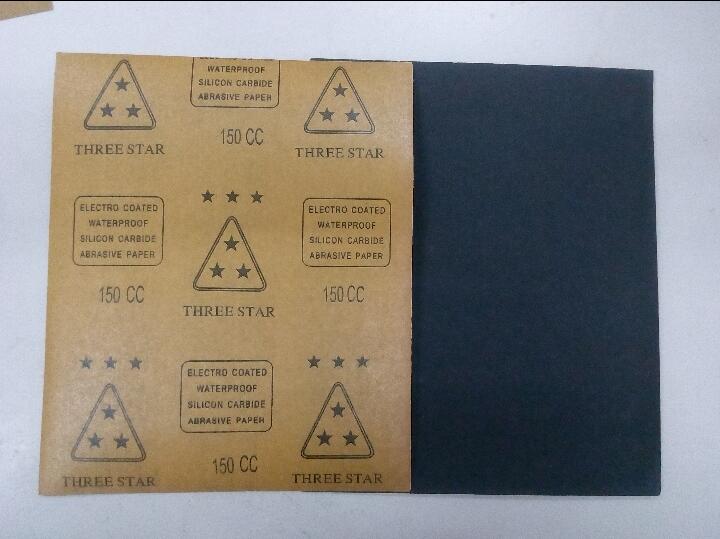 WATERPROOF
SILICON CARBIDE
ABRASIVE PAPER
150 CC
THREE STAR
THREE STAR
ELECTRO COATED
WATERPROOF
SILICON CARBIDE
ABRASIVE PAPER
150 CC
THREE STAR
ELECTRO COATED
WATERPROOF
SILICON CARBIDE
ABRASIVE PAPER
150 CC
THREE STAR
ELECTRO COATED
WATERPROOF
SILICON CARBIDE
ABRASIVE PAPER
150 CC
THREE STAR